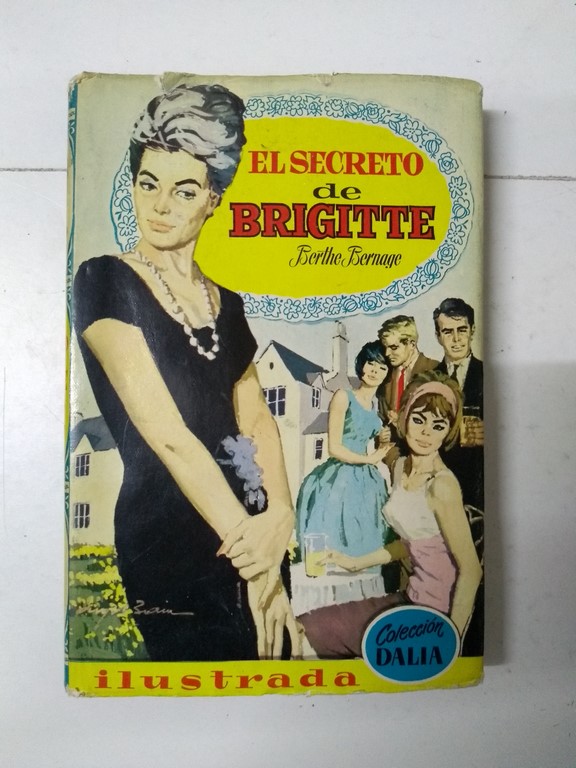 EL SECRETO
de
BRIGITTE
Berthe Bernage
Colección
DALIA
ilustrada